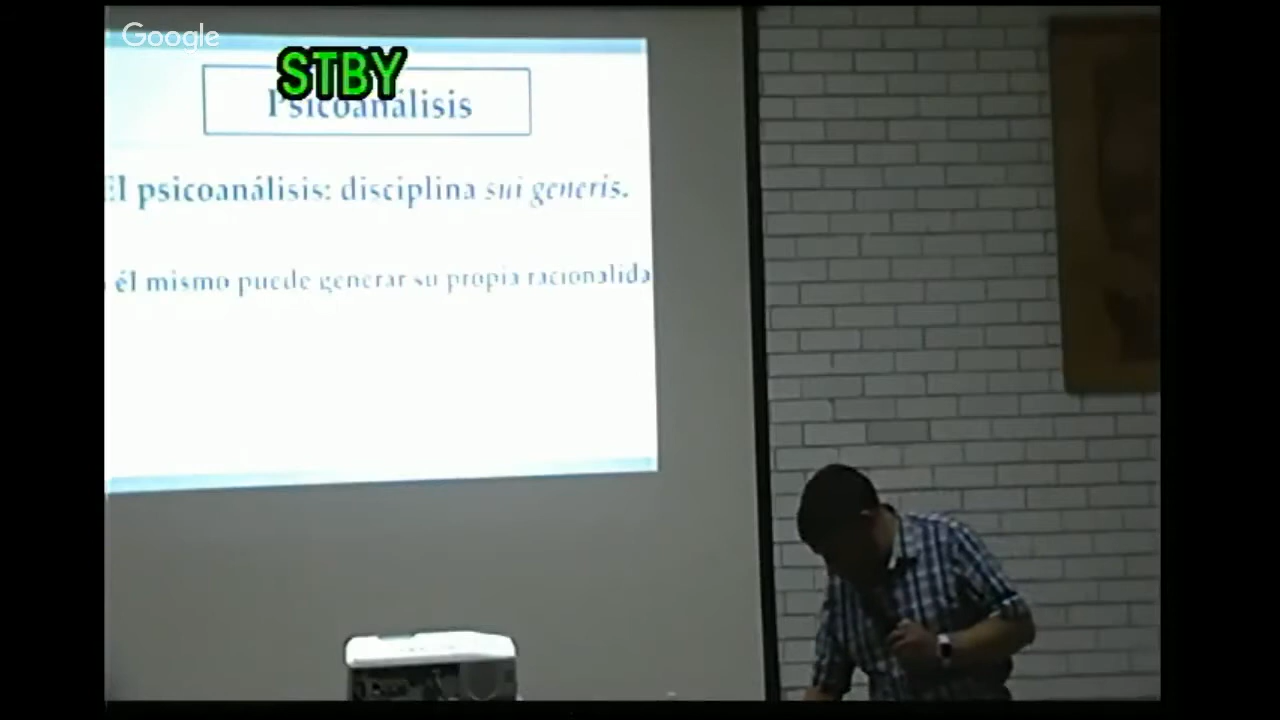 Google
STBY
Psicoanálisis
El psicoanálisis: disciplina sui generis.
él mismo puede generar su propia racionalida